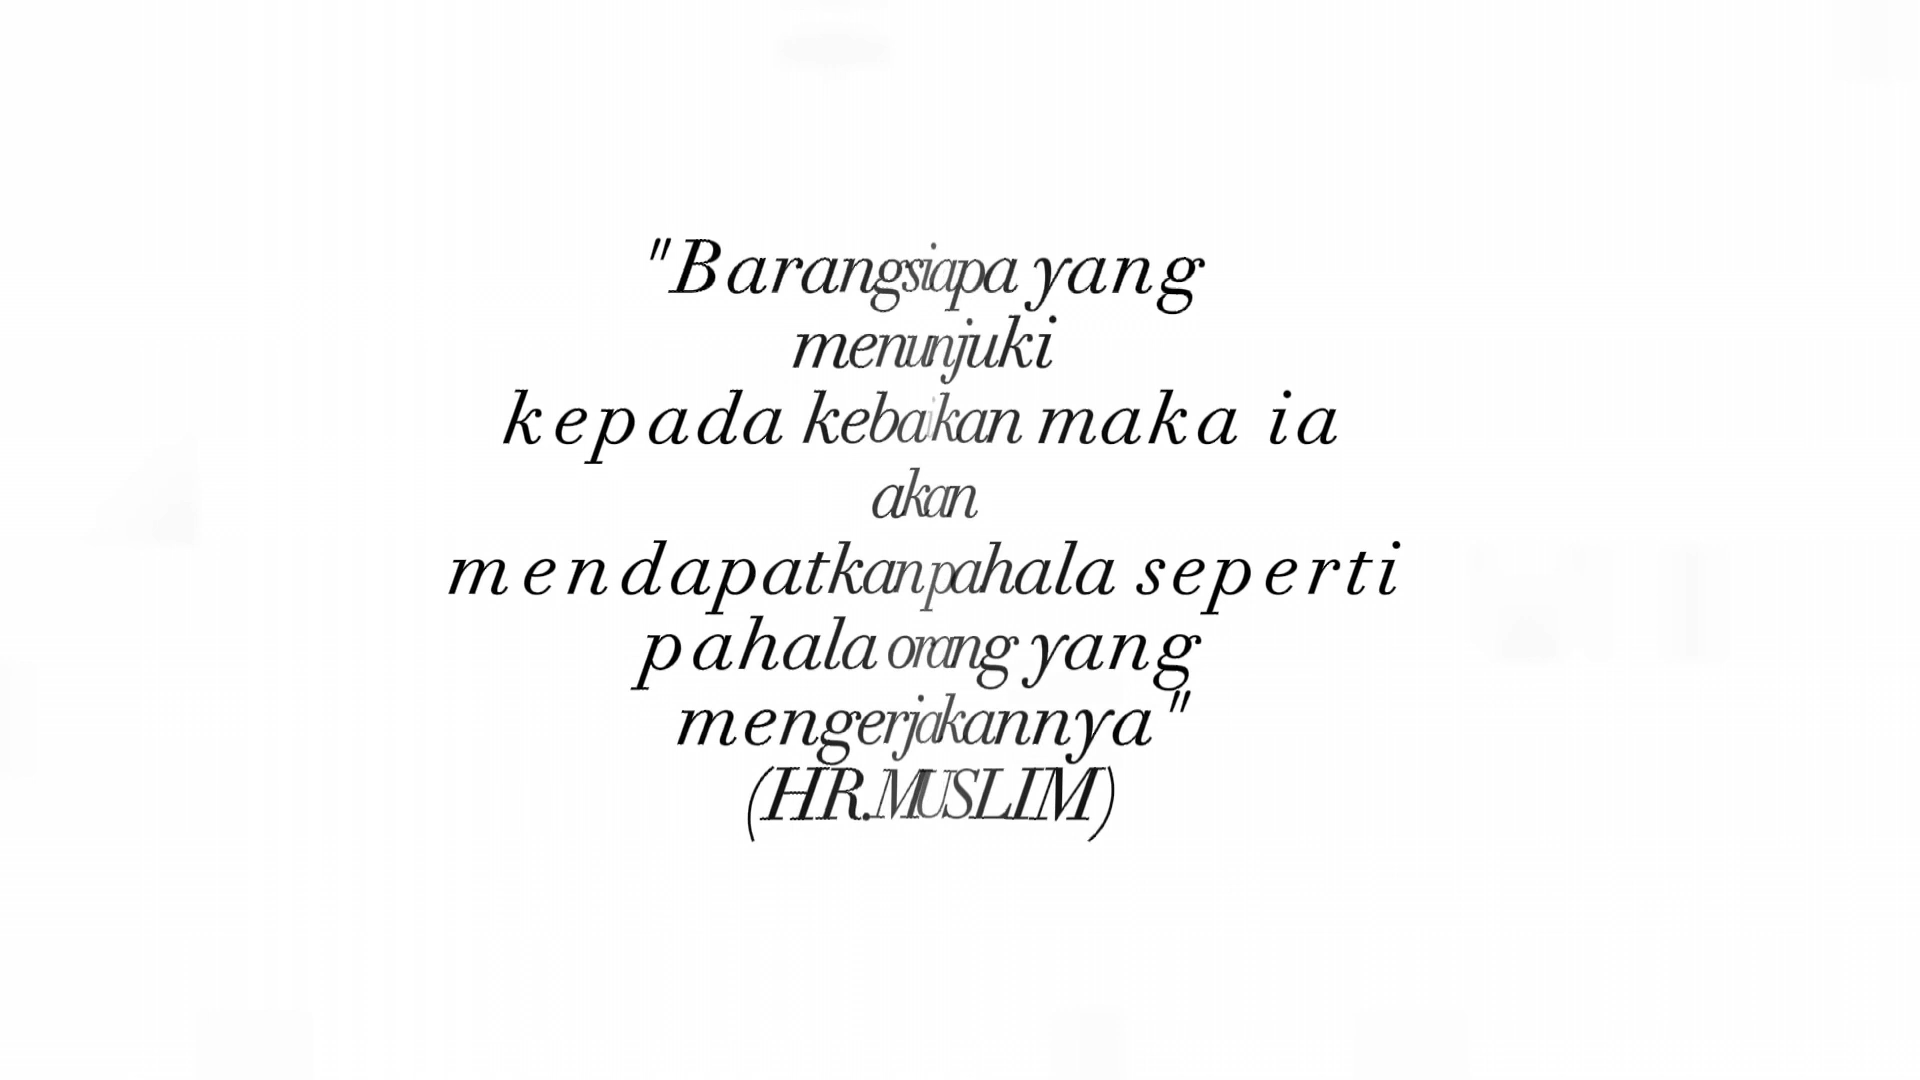 "Barangsiapa yang
menunjuki
kepada kebaikan maka ia
akan
mendapatkan pahala seperti
pahala orang yang
mengerjakannya"
(HR.MUSLIM)